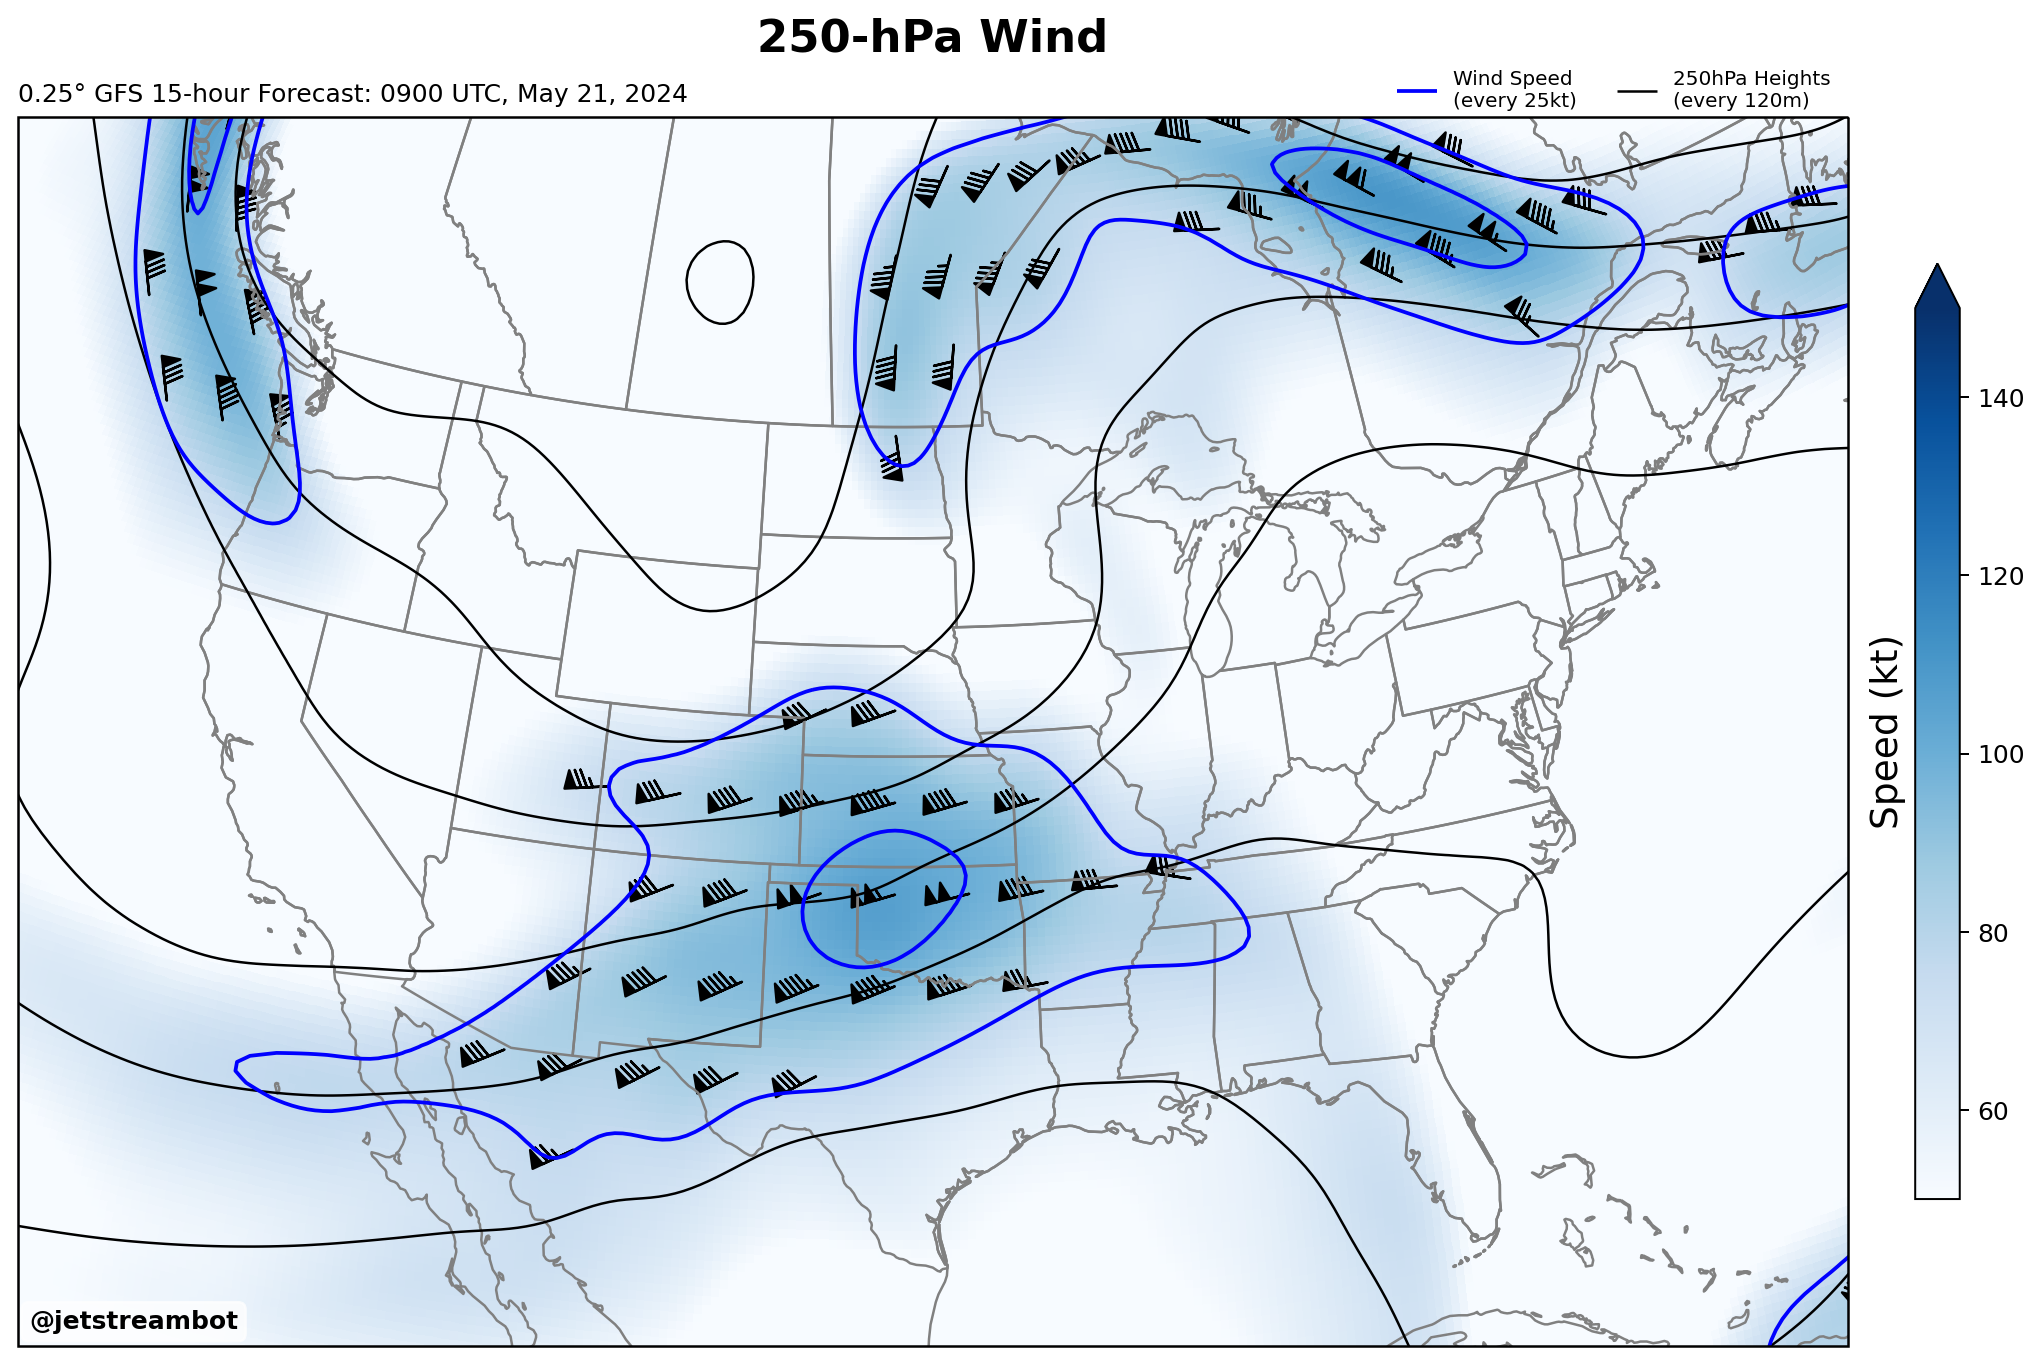 250-hPa Wind
0.25° GFS 15-hour Forecast: 0900 UTC, May 21, 2024
Wind Speed
(every 25kt)
250hPa Heights
(every 120m)
140
120
100
80
60
Speed (kt)
@jetstreambot